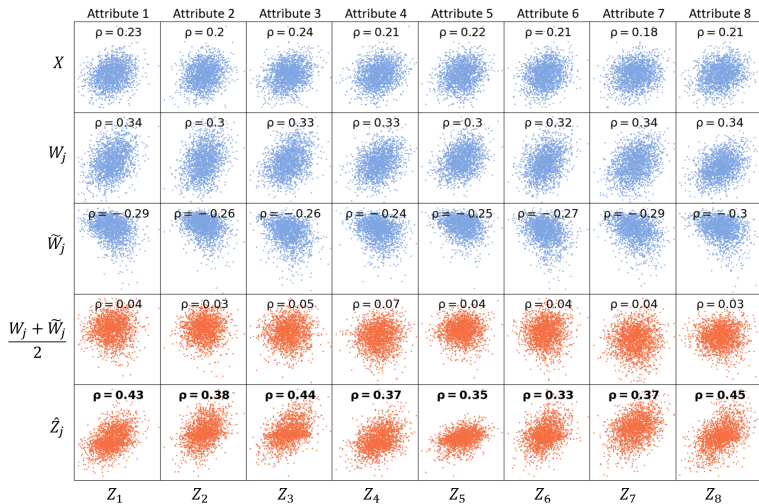 Attribute 1 Attribute 2 Attribute 3 Attribute 4 Attribute 5 Attribute 6 Attribute 7 Attribute 8
X ρ = 0.23 ρ = 0.2 ρ = 0.24 ρ = 0.21 ρ = 0.22 ρ = 0.21 ρ = 0.18 ρ = 0.21
W_j ρ = 0.34 ρ = 0.3 ρ = 0.33 ρ = 0.33 ρ = 0.3 ρ = 0.32 ρ = 0.34 ρ = 0.34
W̃_j ρ = −0.29 ρ = −0.26 ρ = −0.26 ρ = −0.24 ρ = −0.25 ρ = −0.27 ρ = −0.29 ρ = −0.3
(W_j + W̃_j)/2 ρ = 0.04 ρ = 0.03 ρ = 0.05 ρ = 0.07 ρ = 0.04 ρ = 0.04 ρ = 0.04 ρ = 0.03
Ẑ_j ρ = 0.43 ρ = 0.38 ρ = 0.44 ρ = 0.37 ρ = 0.35 ρ = 0.33 ρ = 0.37 ρ = 0.45
Z_1 Z_2 Z_3 Z_4 Z_5 Z_6 Z_7 Z_8